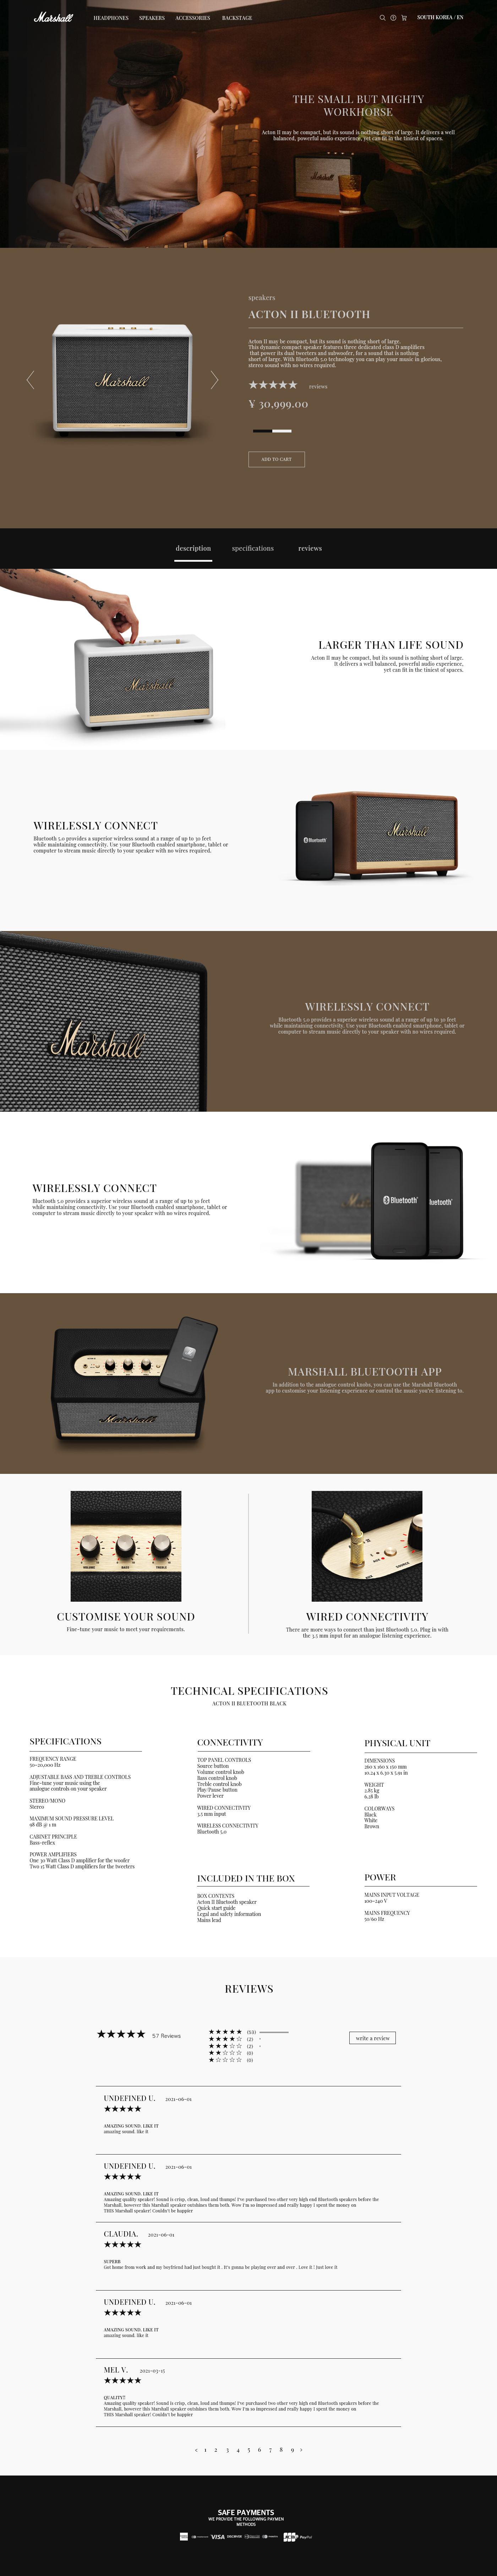 Marshall
HEADPHONES
SPEAKERS
ACCESSORIES
BACKSTAGE
SOUTH KOREA / EN
THE SMALL BUT MIGHTY
WORKHORSE
Acton II may be compact, but its sound is nothing short of large. It delivers a well
balanced, powerful audio experience, yet can fit in the tiniest of spaces.
speakers
ACTON II BLUETOOTH
Acton II may be compact, but its sound is nothing short of large.
This dynamic compact speaker features three dedicated class D amplifiers
that power its dual tweeters and subwoofer, for a sound that is nothing
short of large. With Bluetooth 5.0 technology you can play your music in glorious,
stereo sound with no wires required.
★★★★★ reviews
¥ 30,999.00
ADD TO CART
Marshall
description
specifications
reviews
Marshall
LARGER THAN LIFE SOUND
Acton II may be compact, but its sound is nothing short of large.
It delivers a well balanced, powerful audio experience,
yet can fit in the tiniest of spaces.
WIRELESSLY CONNECT
Bluetooth 5.0 provides a superior wireless sound at a range of up to 30 feet
while maintaining connectivity. Use your Bluetooth enabled smartphone, tablet or
computer to stream music directly to your speaker with no wires required.
Bluetooth
Marshall
Marshall
WIRELESSLY CONNECT
Bluetooth 5.0 provides a superior wireless sound at a range of up to 30 feet
while maintaining connectivity. Use your Bluetooth enabled smartphone, tablet or
computer to stream music directly to your speaker with no wires required.
WIRELESSLY CONNECT
Bluetooth 5.0 provides a superior wireless sound at a range of up to 30 feet
while maintaining connectivity. Use your Bluetooth enabled smartphone, tablet or
computer to stream music directly to your speaker with no wires required.
Bluetooth
Bluetooth
Marshall
MARSHALL BLUETOOTH APP
In addition to the analogue control knobs, you can use the Marshall Bluetooth
app to customise your listening experience or control the music you're listening to.
VOLUME
BASS
TREBLE
AUX
SOURCE
CUSTOMISE YOUR SOUND
Fine-tune your music to meet your requirements.
WIRED CONNECTIVITY
There are more ways to connect than just Bluetooth 5.0. Plug in with
the 3.5 mm input for an analogue listening experience.
TECHNICAL SPECIFICATIONS
ACTON II BLUETOOTH BLACK
SPECIFICATIONS
FREQUENCY RANGE
50-20,000 Hz
ADJUSTABLE BASS AND TREBLE CONTROLS
Fine-tune your music using the
analogue controls on your speaker
STEREO/MONO
Stereo
MAXIMUM SOUND PRESSURE LEVEL
98 dB @ 1 m
CABINET PRINCIPLE
Bass-reflex
POWER AMPLIFIERS
One 30 Watt Class D amplifier for the woofer
Two 15 Watt Class D amplifiers for the tweeters
CONNECTIVITY
TOP PANEL CONTROLS
Source button
Volume control knob
Bass control knob
Treble control knob
Play/Pause button
Power lever
WIRED CONNECTIVITY
3.5 mm input
WIRELESS CONNECTIVITY
Bluetooth 5.0
INCLUDED IN THE BOX
BOX CONTENTS
Acton II Bluetooth speaker
Quick start guide
Legal and safety information
Mains lead
PHYSICAL UNIT
DIMENSIONS
260 x 160 x 150 mm
10.24 x 6.30 x 5.91 in
WEIGHT
2.85 kg
6.28 lb
COLORWAYS
Black
White
Brown
POWER
MAINS INPUT VOLTAGE
100-240 V
MAINS FREQUENCY
50/60 Hz
REVIEWS
★★★★★ 57 Reviews
★★★★★ (53)
★★★★☆ (2)
★★★☆☆ (2)
★★☆☆☆ (0)
★☆☆☆☆ (0)
write a review
UNDEFINED U. 2021-06-01
★★★★★
AMAZING SOUND. LIKE IT
amazing sound. like it
UNDEFINED U. 2021-06-01
★★★★★
AMAZING SOUND. LIKE IT
Amazing quality speaker! Sound is crisp, clean, loud and thumps! I've purchased two other very high end Bluetooth speakers before the
Marshall, however this Marshall speaker outshines them both. Wow I'm so impressed and really happy I spent the money on
THIS Marshall speaker! Couldn't be happier
CLAUDIA. 2021-06-01
★★★★★
SUPERB
Got home from work and my boyfriend had just bought it . It's gonna be playing over and over . Love it ! just love it
UNDEFINED U. 2021-06-01
★★★★★
AMAZING SOUND. LIKE IT
amazing sound. like it
MEL V. 2021-03-15
★★★★★
QUALITY!!
Amazing quality speaker! Sound is crisp, clean, loud and thumps! I've purchased two other very high end Bluetooth speakers before the
Marshall, however this Marshall speaker outshines them both. Wow I'm so impressed and really happy I spent the money on
THIS Marshall speaker! Couldn't be happier
< 1 2 3 4 5 6 7 8 9 >
SAFE PAYMENTS
WE PROVIDE THE FOLLOWING PAYMEN
METHODS
VISA
DISCOVER
JCB
PayPal